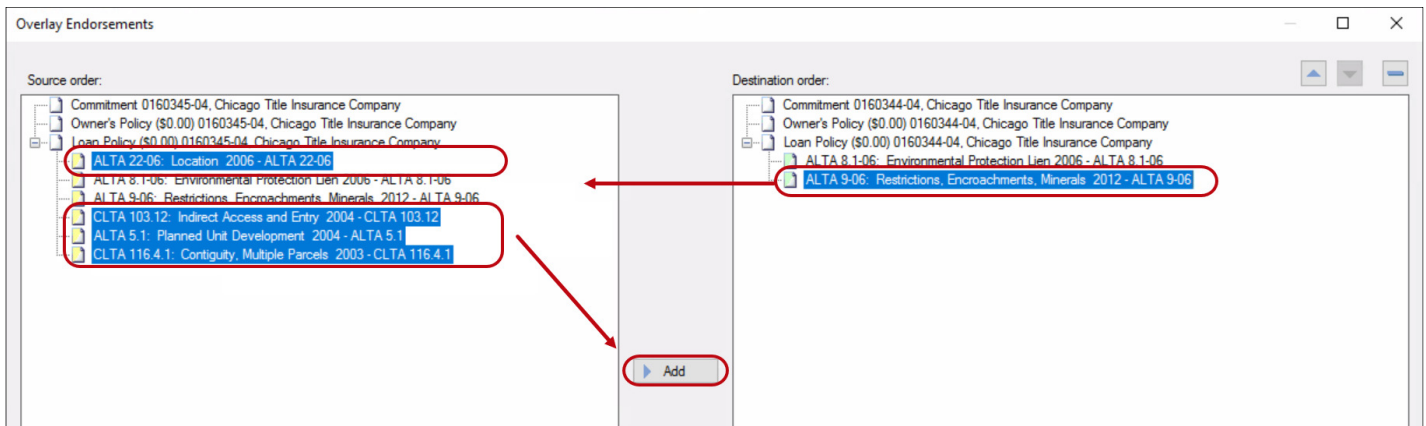 Overlay Endorsements
Source order:
Commitment 0160345-04, Chicago Title Insurance Company
Owner's Policy ($0.00) 0160345-04, Chicago Title Insurance Company
Loan Policy ($0.00) 0160345-04, Chicago Title Insurance Company
ALTA 22-06: Location 2006 - ALTA 22-06
ALTA 8.1-06: Environmental Protection Lien 2006 - ALTA 8.1-06
ALTA 9-06: Restrictions, Encroachments, Minerals 2012 - ALTA 9-06
CLTA 103.12: Indirect Access and Entry 2004 - CLTA 103.12
ALTA 5.1: Planned Unit Development 2004 - ALTA 5.1
CLTA 116.4.1: Contiguity, Multiple Parcels 2003 - CLTA 116.4.1
Add
Destination order:
Commitment 0160344-04, Chicago Title Insurance Company
Owner's Policy ($0.00) 0160344-04, Chicago Title Insurance Company
Loan Policy ($0.00) 0160344-04, Chicago Title Insurance Company
ALTA 8.1-06: Environmental Protection Lien 2006 - ALTA 8.1-06
ALTA 9-06: Restrictions, Encroachments, Minerals 2012 - ALTA 9-06